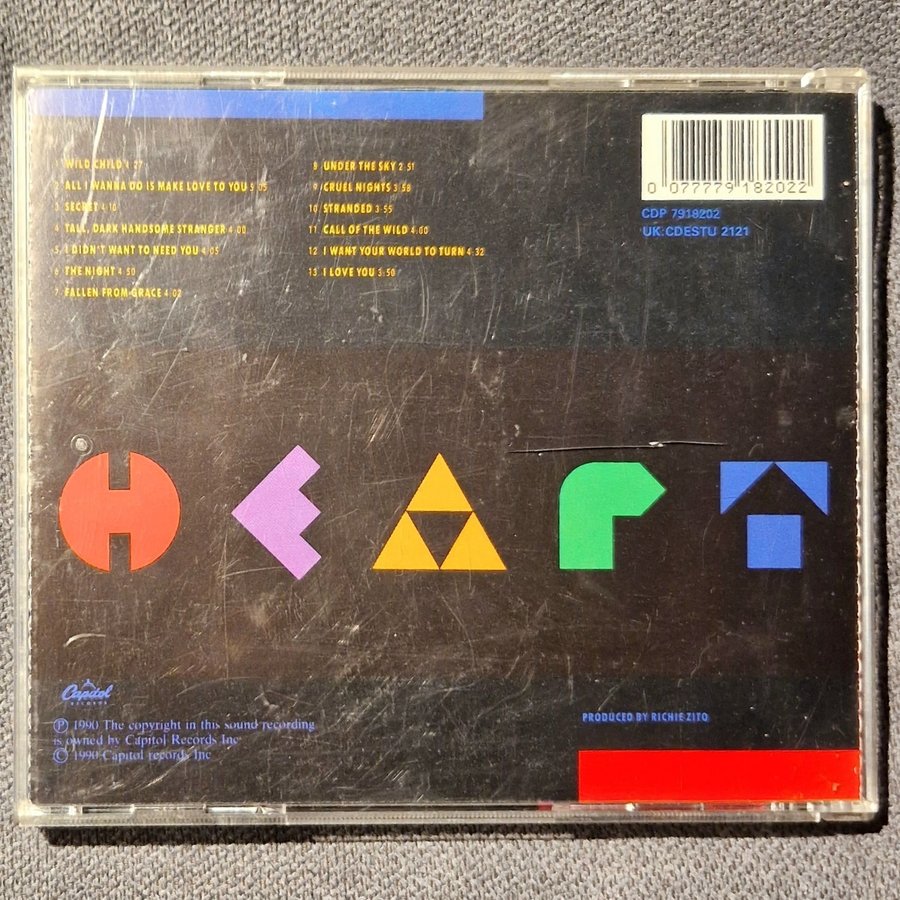 1 WILD CHILD 4 27
2 ALL I WANNA DO IS MAKE LOVE TO YOU 5 05
3 SECRET 4 10
4 TALL, DARK HANDSOME STRANGER 4 00
5 I DIDN'T WANT TO NEED YOU 4 05
6 THE NIGHT 4 50
7 FALLEN FROM GRACE 4 02
8 UNDER THE SKY 2 51
9 CRUEL NIGHTS 3 58
10 STRANDED 3 55
11 CALL OF THE WILD 4 00
12 I WANT YOUR WORLD TO TURN 4 32
13 I LOVE YOU 3 50
0 077779 182022
CDP 7918202
UK:CDESTU 2121
HEART
Capitol
RECORDS
℗ 1990 The copyright in this sound recording
is owned by Capitol Records Inc
© 1990 Capitol records Inc
PRODUCED BY RICHIE ZITO